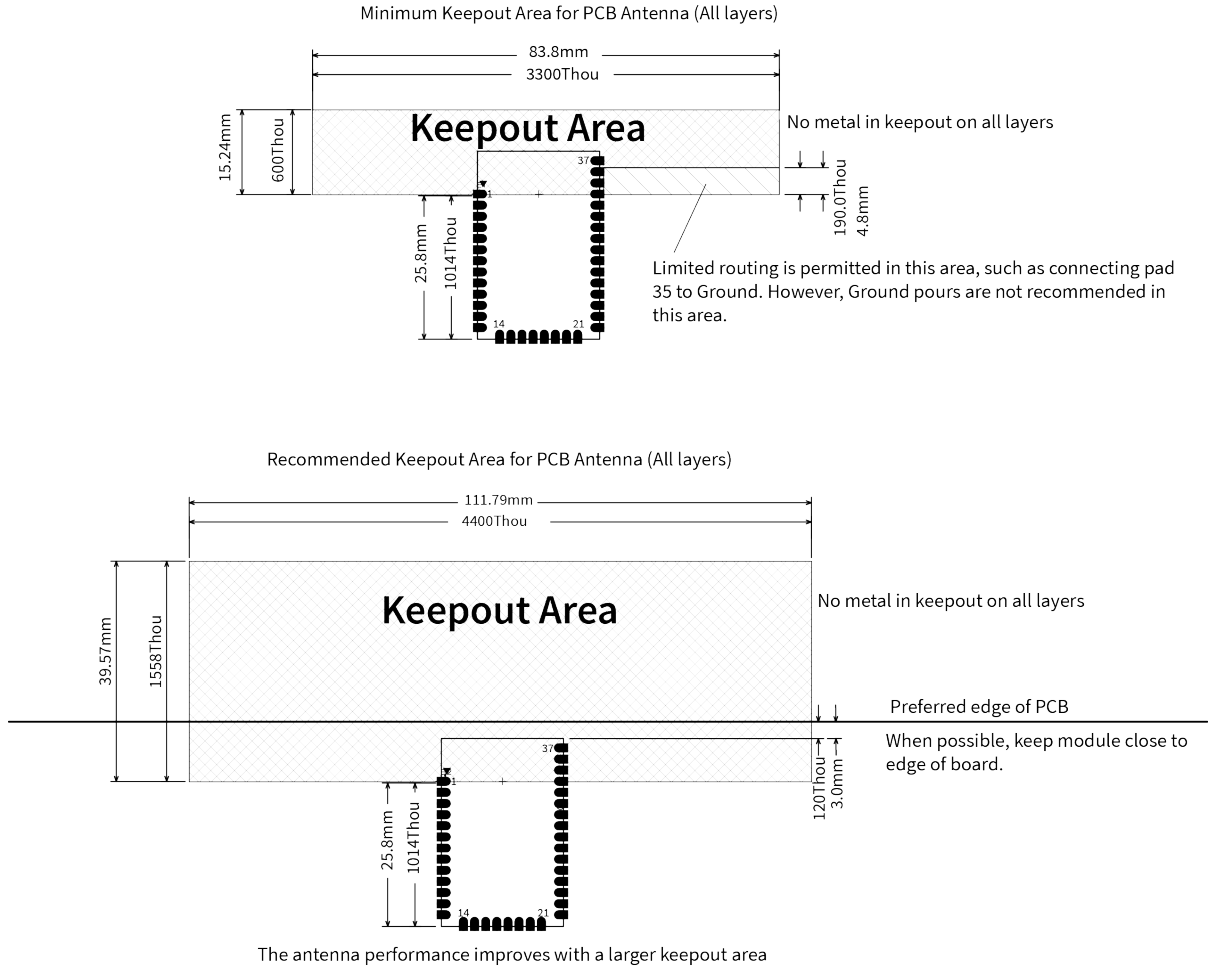 Minimum Keepout Area for PCB Antenna (All layers)
83.8mm
3300Thou
Keepout Area
No metal in keepout on all layers
15.24mm
600Thou
37
1
190.0Thou
4.8mm
25.8mm
1014Thou
Limited routing is permitted in this area, such as connecting pad
35 to Ground. However, Ground pours are not recommended in
this area.
14
21
Recommended Keepout Area for PCB Antenna (All layers)
111.79mm
4400Thou
Keepout Area
No metal in keepout on all layers
39.57mm
1558Thou
Preferred edge of PCB
When possible, keep module close to
edge of board.
37
1
120Thou
3.0mm
25.8mm
1014Thou
14
21
The antenna performance improves with a larger keepout area